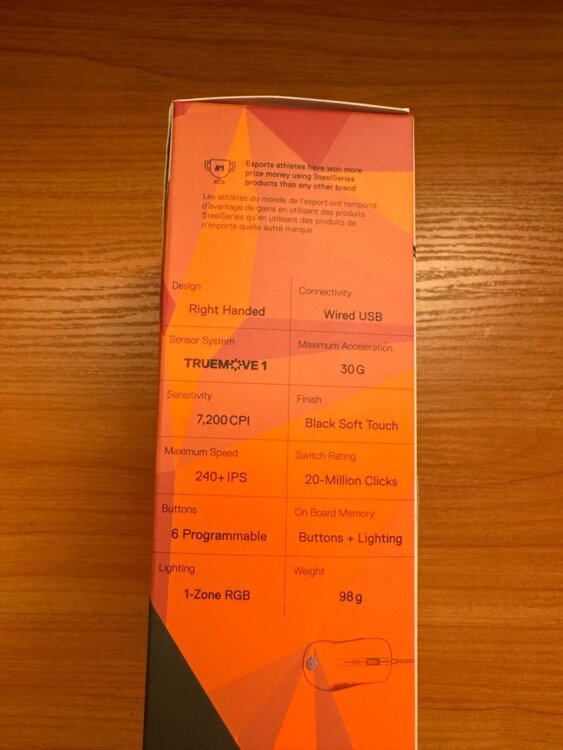 #1
Esports athletes have won more
prize money using SteelSeries
products than any other brand
Les athlètes du monde de l'esport ont remporté
d'avantage de gains en utilisant des produits
SteelSeries qu'en utilisant des produits de
n'importe quelle autre marque
Design
Right Handed
Connectivity
Wired USB
Sensor System
TRUEMOVE 1
Maximum Acceleration
30 G
Sensitivity
7,200 CPI
Finish
Black Soft Touch
Maximum Speed
240+ IPS
Switch Rating
20-Million Clicks
Buttons
6 Programmable
On Board Memory
Buttons + Lighting
Lighting
1-Zone RGB
Weight
98 g